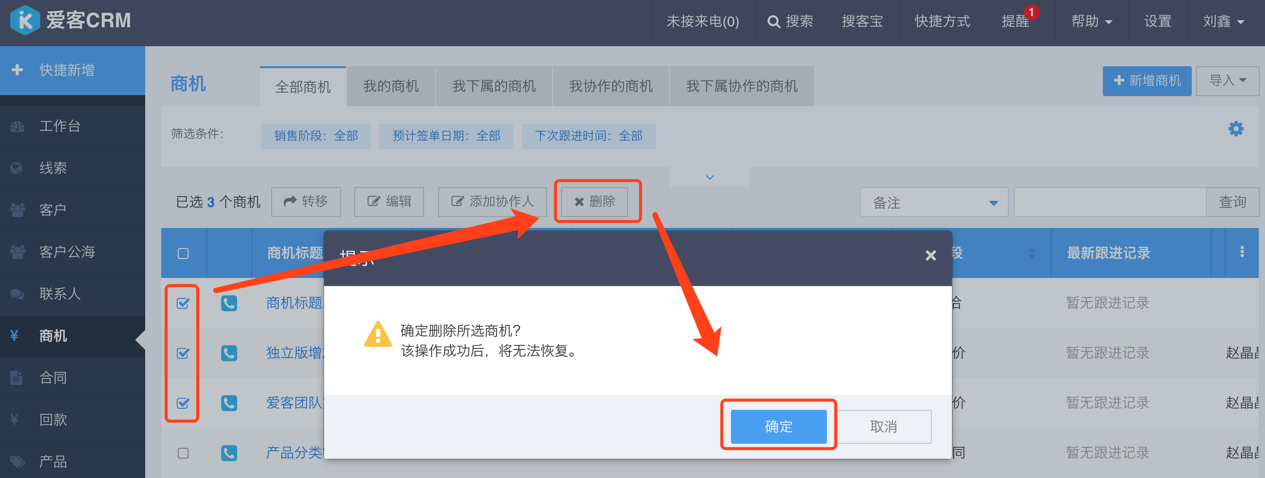 爱客CRM
未接来电(0)
搜索
搜客宝
快捷方式
提醒
1
帮助
设置
刘鑫
快捷新增
工作台
线索
客户
客户公海
联系人
商机
合同
回款
产品
商机
全部商机
我的商机
我下属的商机
我协作的商机
我下属协作的商机
新增商机
导入
筛选条件：
销售阶段：全部
预计签单日期：全部
下次跟进时间：全部
已选 3 个商机
转移
编辑
添加协作人
删除
备注
查询
商机标题
段
最新跟进记录
商机标题
暂无跟进记录
独立版增
价
暂无跟进记录
赵晶
爱客团队
价
暂无跟进记录
赵晶
产品分类
同
暂无跟进记录
赵晶
提示
确定删除所选商机？
该操作成功后，将无法恢复。
确定
取消